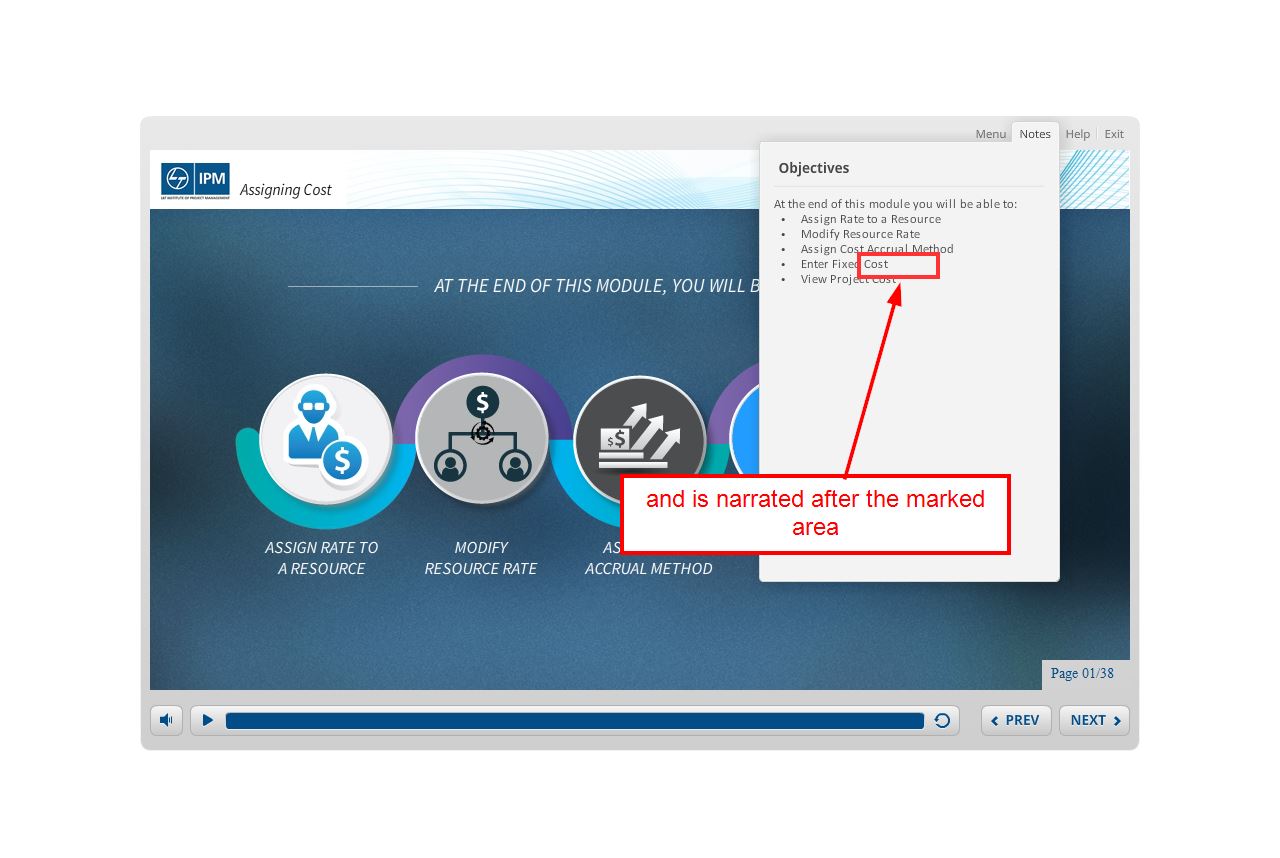 Menu Notes Help Exit
IPM
L&T INSTITUTE OF PROJECT MANAGEMENT
Assigning Cost
Objectives
At the end of this module you will be able to:
• Assign Rate to a Resource
• Modify Resource Rate
• Assign Cost Accrual Method
• Enter Fixed Cost
• View Project Cost
AT THE END OF THIS MODULE, YOU WILL B
$
$
$$
and is narrated after the marked
area
ASSIGN RATE TO
A RESOURCE
MODIFY
RESOURCE RATE
AS
ACCRUAL METHOD
Page 01/38
PREV
NEXT